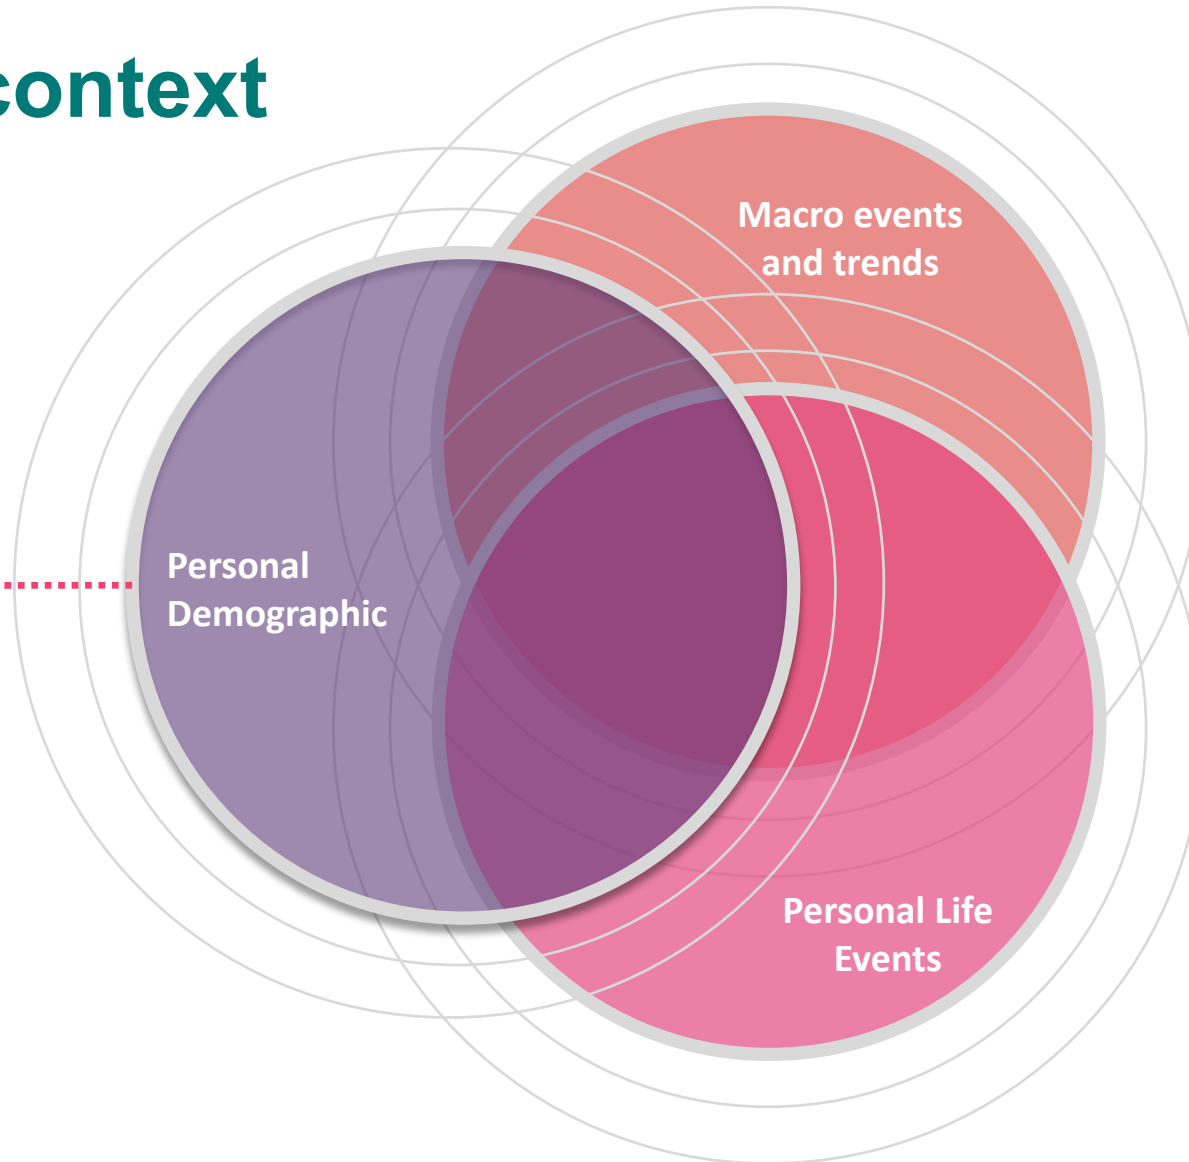 context
Macro events
and trends
Personal
Demographic
Personal Life
Events